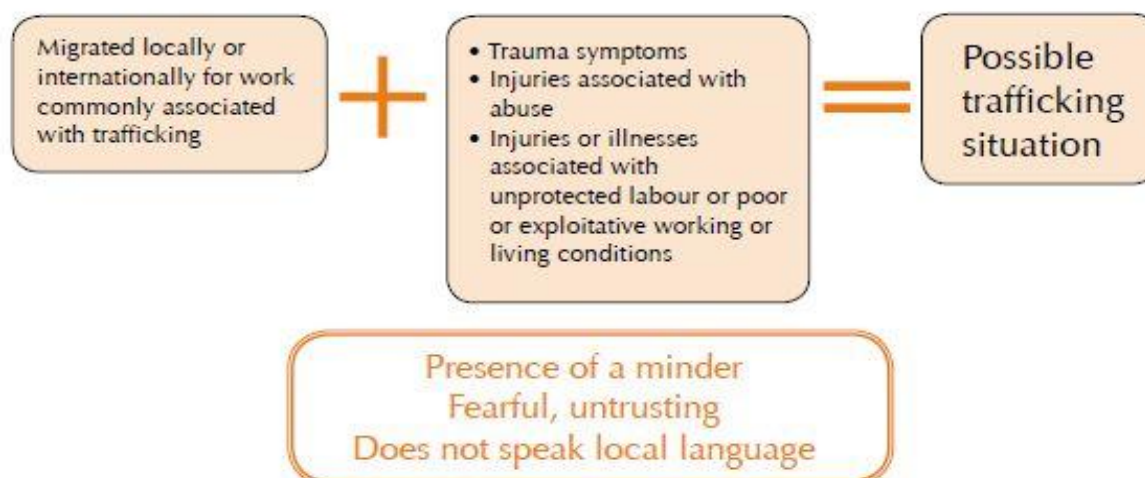 Migrated locally or
internationally for work
commonly associated
with trafficking
+
• Trauma symptoms
• Injuries associated with
abuse
• Injuries or illnesses
associated with
unprotected labour or poor
or exploitative working or
living conditions
=
Possible
trafficking
situation
Presence of a minder
Fearful, untrusting
Does not speak local language